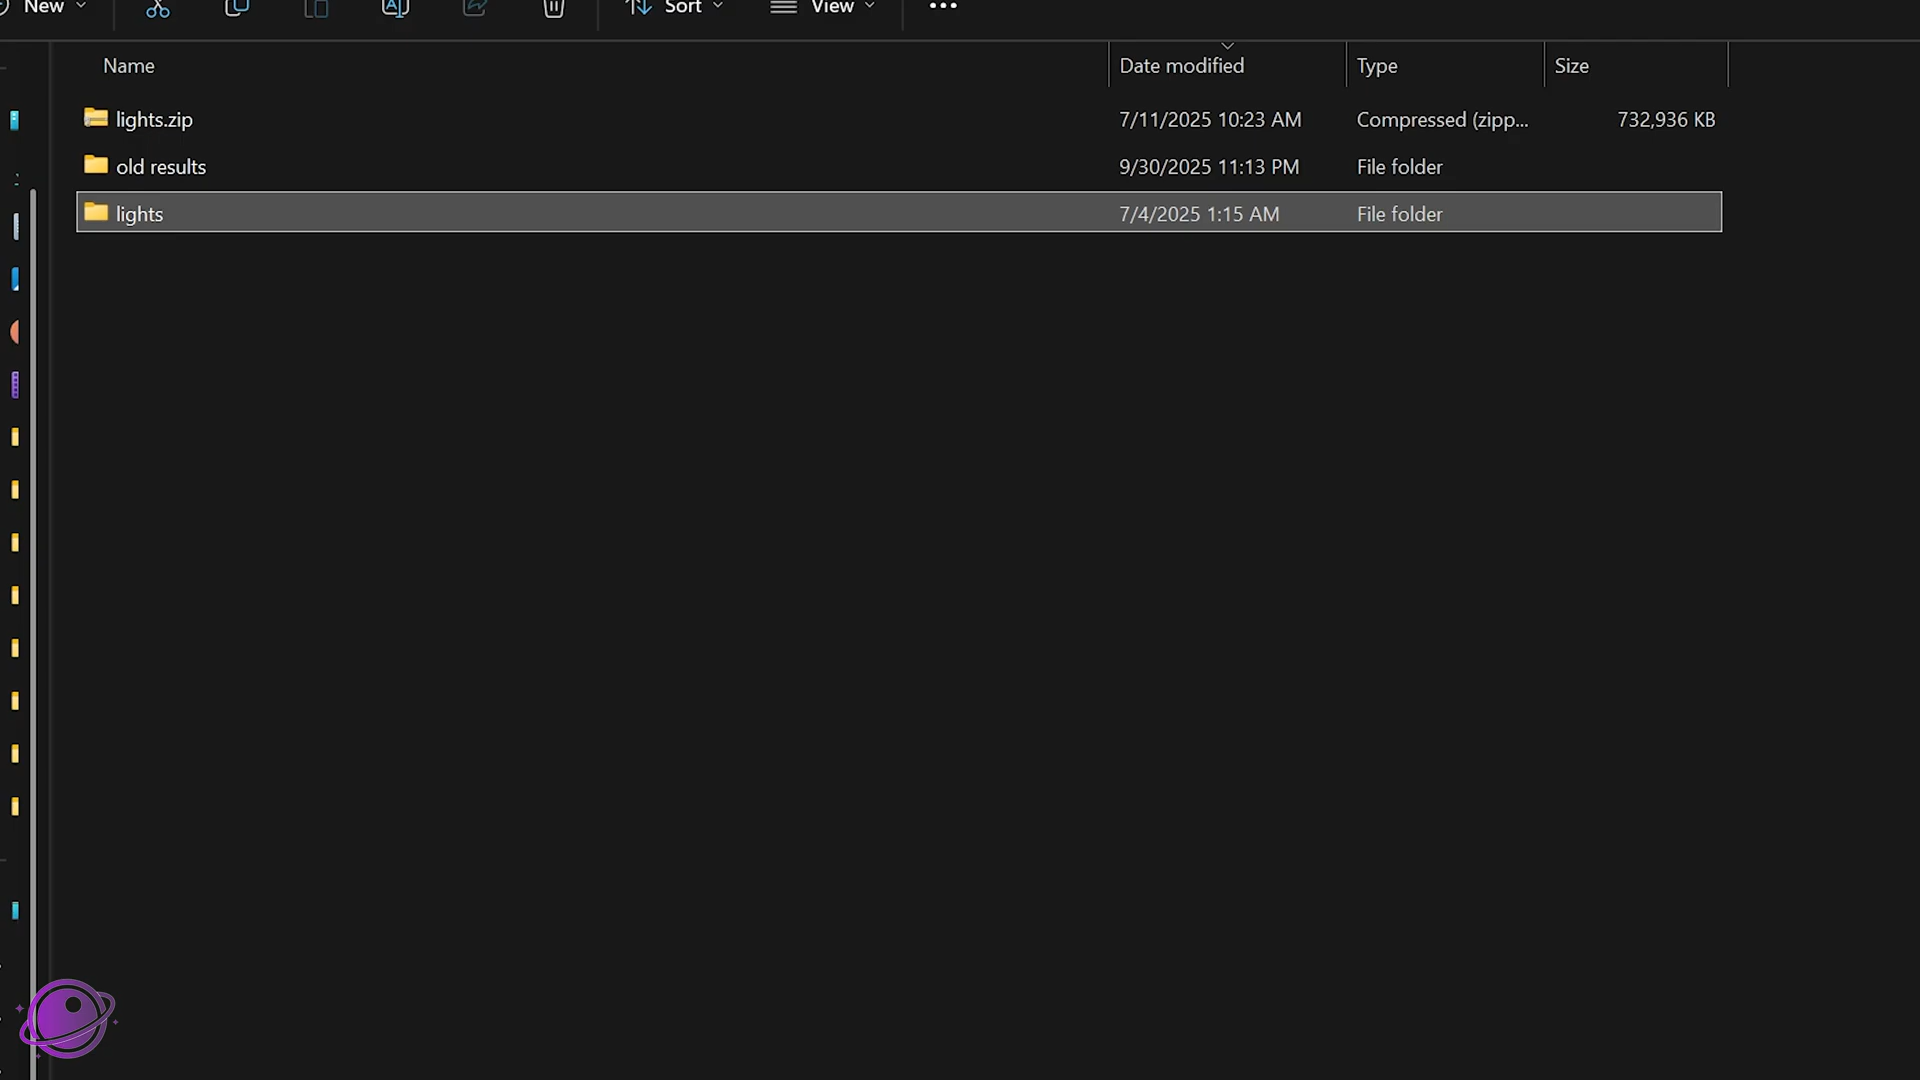 New Sort View
Name Date modified Type Size
lights.zip 7/11/2025 10:23 AM Compressed (zipp... 732,936 KB
old results 9/30/2025 11:13 PM File folder
lights 7/4/2025 1:15 AM File folder